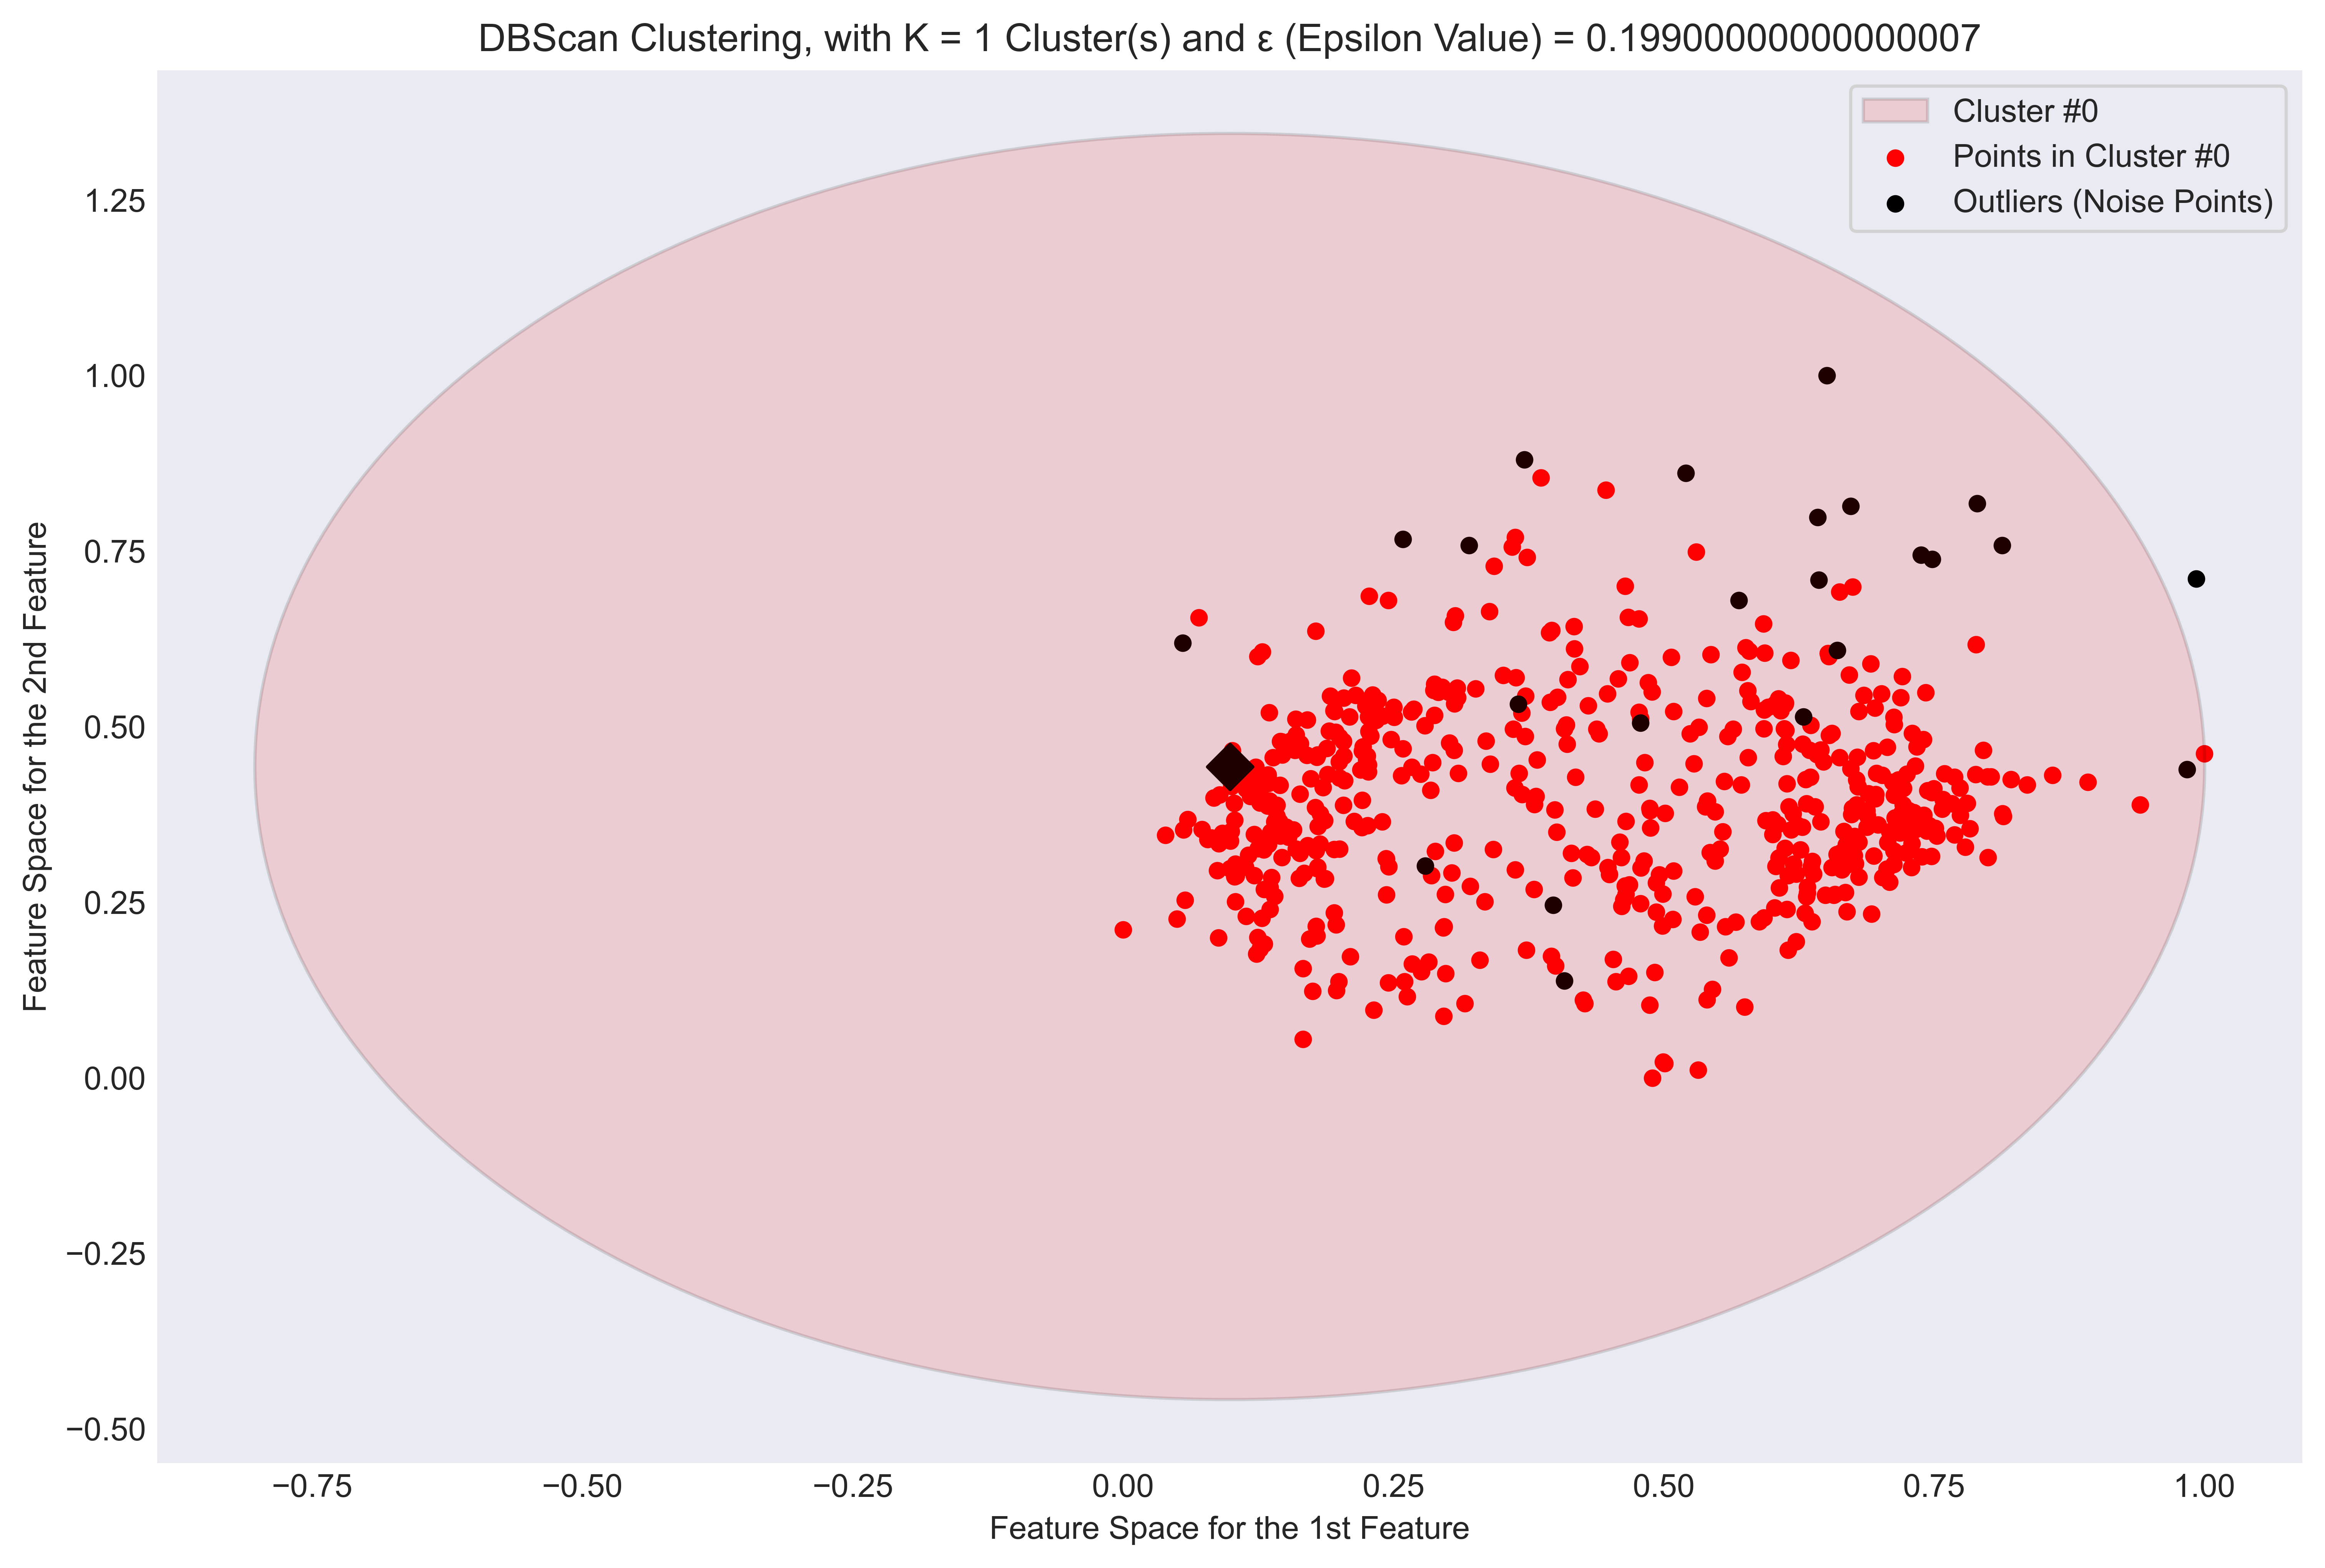 DBScan Clustering, with K = 1 Cluster(s) and ε (Epsilon Value) = 0.19900000000000007
Cluster #0
Points in Cluster #0
Outliers (Noise Points)
1.25
1.00
0.75
0.50
0.25
0.00
−0.25
−0.50
Feature Space for the 2nd Feature
−0.75
−0.50
−0.25
0.00
0.25
0.50
0.75
1.00
Feature Space for the 1st Feature